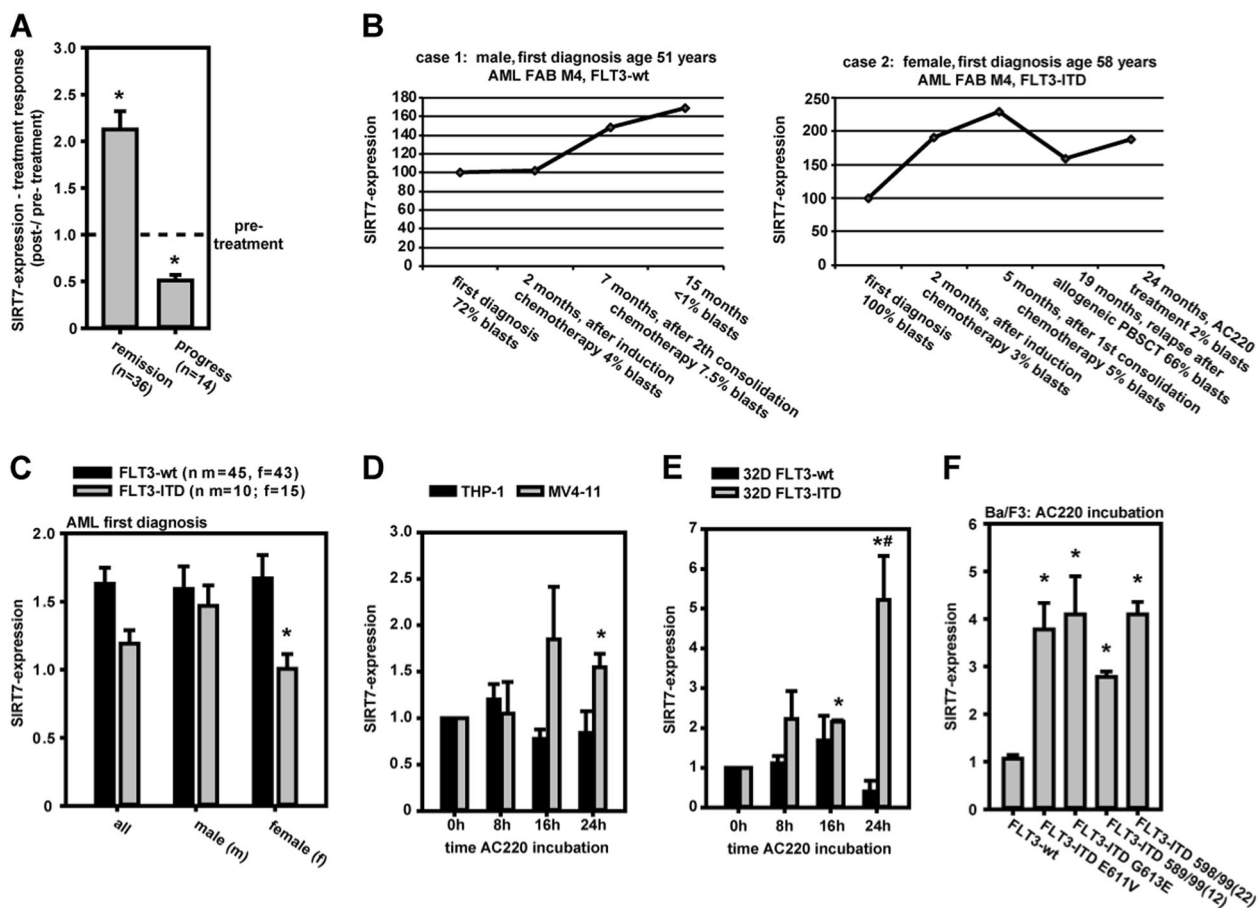 A
SIRT7-expression - treatment response
(post-/ pre- treatment)
3.0
2.5
2.0
1.5
1.0
0.5
0
*
*
pre-
treatment
remission
(n=36)
progress
(n=14)
B
case 1: male, first diagnosis age 51 years
AML FAB M4, FLT3-wt
SIRT7-expression
180
160
140
120
100
80
60
40
20
0
first diagnosis
72% blasts
2 months, after induction
chemotherapy 4% blasts
7 months, after 2th consolidation
chemotherapy 7.5% blasts
15 months
<1% blasts
case 2: female, first diagnosis age 58 years
AML FAB M4, FLT3-ITD
SIRT7-expression
250
200
150
100
50
0
first diagnosis
100% blasts
2 months, after induction
chemotherapy 3% blasts
5 months, after 1st consolidation
chemotherapy 5% blasts
19 months, relapse after
allogeneic PBSCT 66% blasts
24 months, AC220
treatment 2% blasts
C
FLT3-wt (n m=45, f=43)
FLT3-ITD (n m=10; f=15)
AML first diagnosis
SIRT7-expression
2.0
1.5
1.0
0.5
0
*
all
male (m)
female (f)
D
THP-1
MV4-11
SIRT7-expression
3.0
2.5
2.0
1.5
1.0
0.5
0.0
*
0h 8h 16h 24h
time AC220 incubation
E
32D FLT3-wt
32D FLT3-ITD
SIRT7-expression
7
6
5
4
3
2
1
0
*
*#
0h 8h 16h 24h
time AC220 incubation
F
Ba/F3: AC220 incubation
SIRT7-expression
6
5
4
3
2
1
0
*
*
*
*
FLT3-wt
FLT3-ITD E611V
FLT3-ITD G613E
FLT3-ITD 589/99(12)
FLT3-ITD 598/99(22)